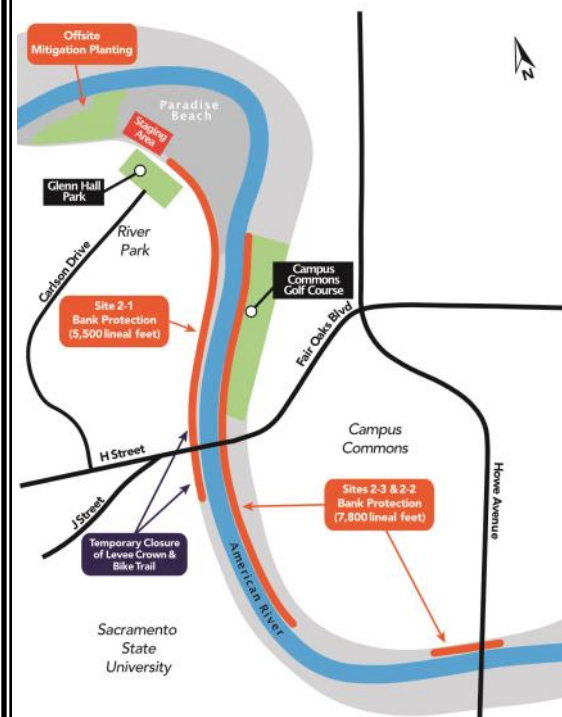 Offsite
Mitigation Planting
Paradise
Beach
Staging
Area
N
Glenn Hall
Park
River
Park
Carlson Drive
Campus
Commons
Golf Course
Site 2-1
Bank Protection
(5,500 lineal feet)
Fair Oaks Blvd
Campus
Commons
H Street
Howe Avenue
J Street
Sites 2-3 & 2-2
Bank Protection
(7,800 lineal feet)
Temporary Closure
of Levee Crown &
Bike Trail
American River
Sacramento
State
University